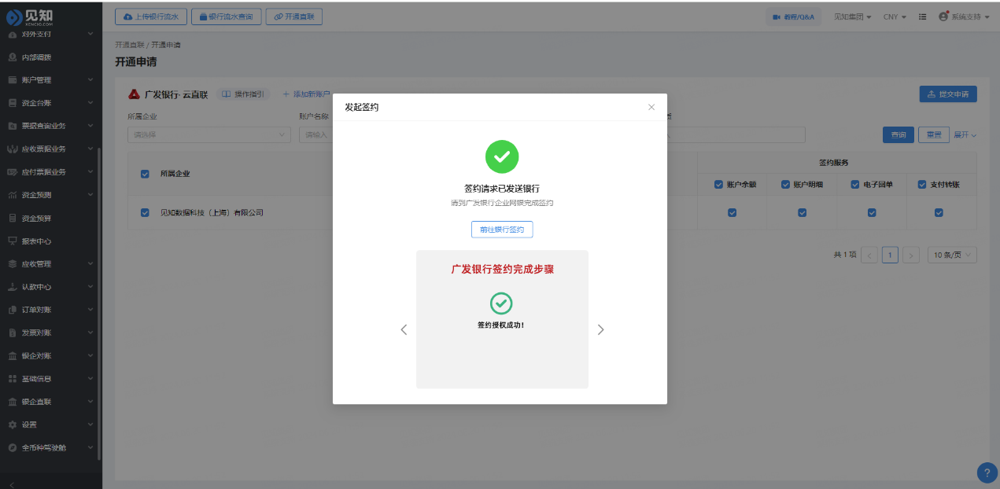 见知
XENCIO.COM
上传银行流水
银行流水查询
开通直联
教程/Q&A
见知集团
CNY
系统支持
对外支付
内部调拨
账户管理
资金台账
票据查询业务
应收票据业务
应付票据业务
资金预测
资金预算
报表中心
应收管理
认款中心
订单对账
发票对账
银企对账
基础信息
银企直联
设置
全币种驾驶舱
开通直联 / 开通申请
开通申请
广发银行- 云直联
操作指引
+ 添加新账户
提交申请
所属企业
账户名称
请选择
请输入
查询
重置
展开
所属企业
签约服务
账户余额
账户明细
电子回单
支付转账
见知数据科技（上海）有限公司
共 1 项
1
10 条/页
发起签约
签约请求已发送银行
请到广发银行企业网银完成签约
前往银行签约
广发银行签约完成步骤
签约授权成功!
?